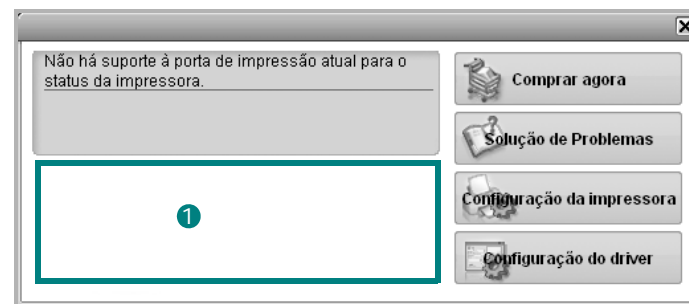 Não há suporte à porta de impressão atual para o
status da impressora.
Comprar agora
Solução de Problemas
Configuração da impressora
Configuração do driver
1